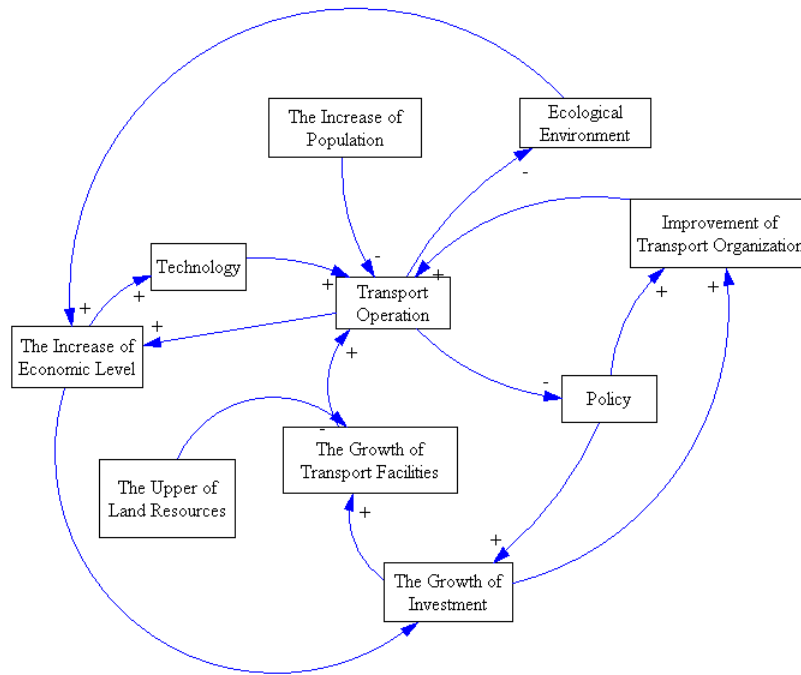 The Increase of
Population
Ecological
Environment
-
Improvement of
Transport Organization
-
Technology
+
+
Transport
Operation
+
+
+
+
+
The Increase of
Economic Level
+
+
-
Policy
-
The Growth of
Transport Facilities
The Upper of
Land Resources
+
+
The Growth of
Investment